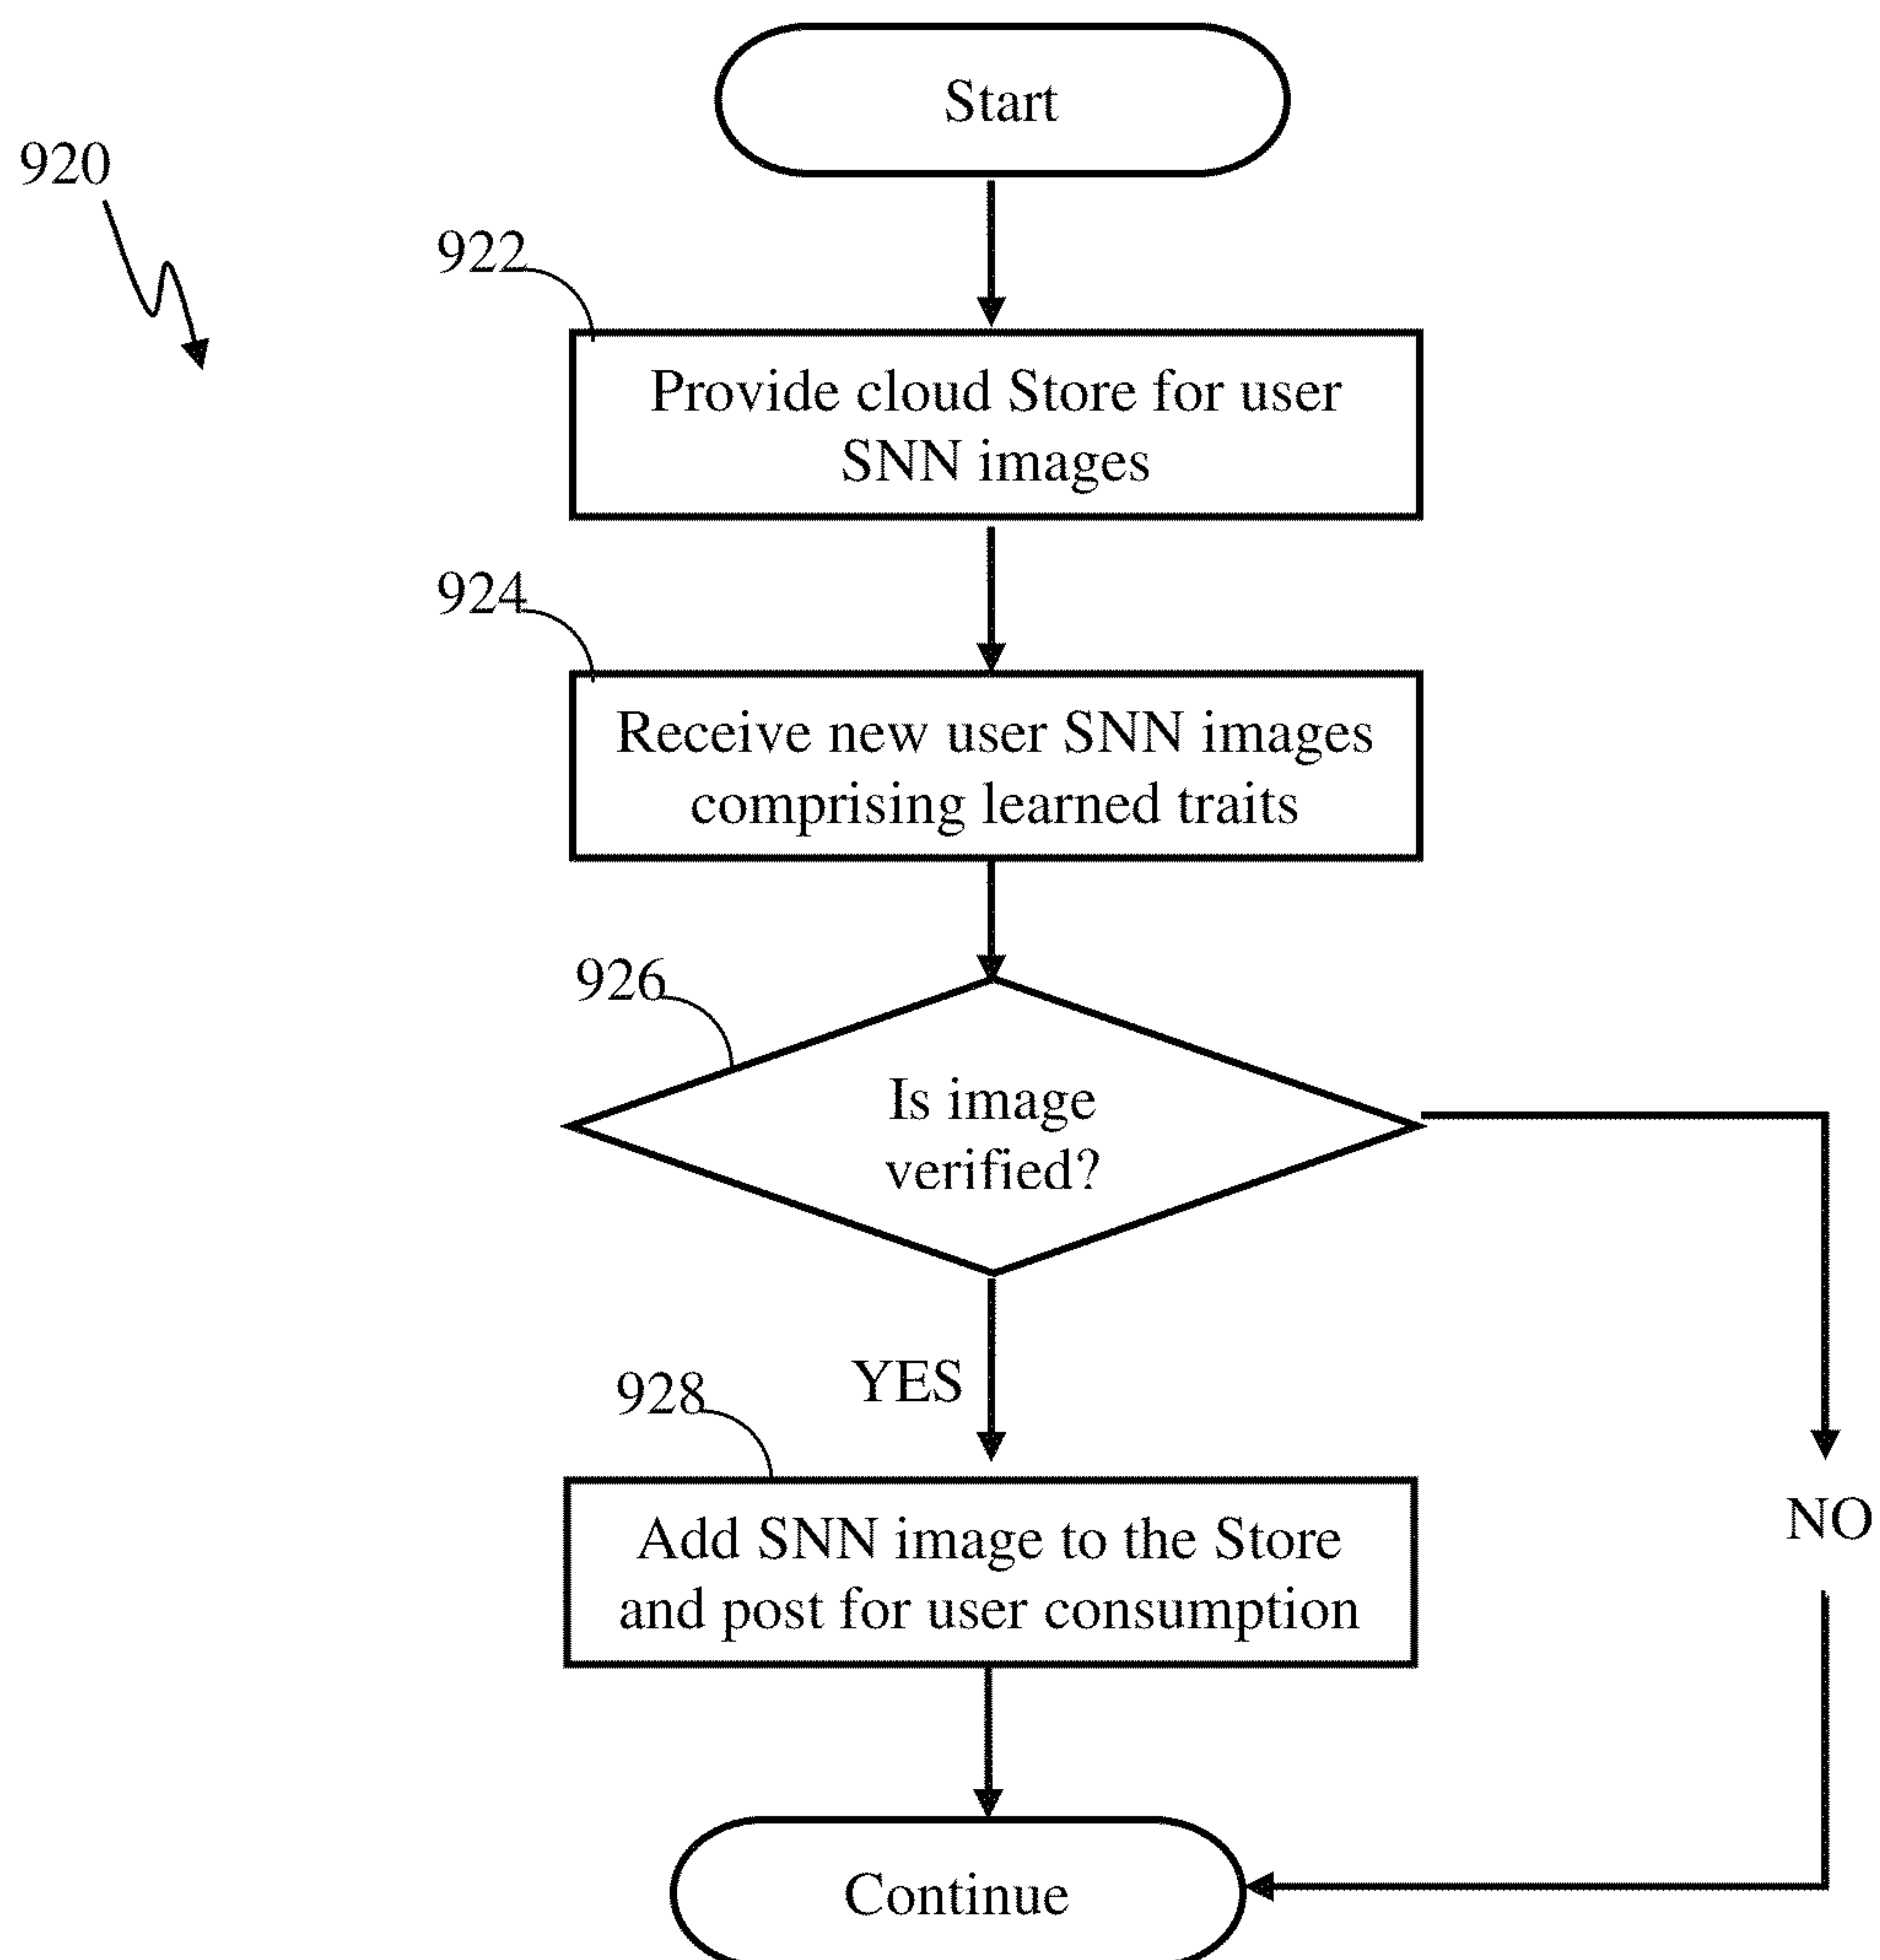 Start
920
922
Provide cloud Store for user
SNN images
924
Receive new user SNN images
comprising learned traits
926
Is image
verified?
YES
928
Add SNN image to the Store
and post for user consumption
NO
Continue